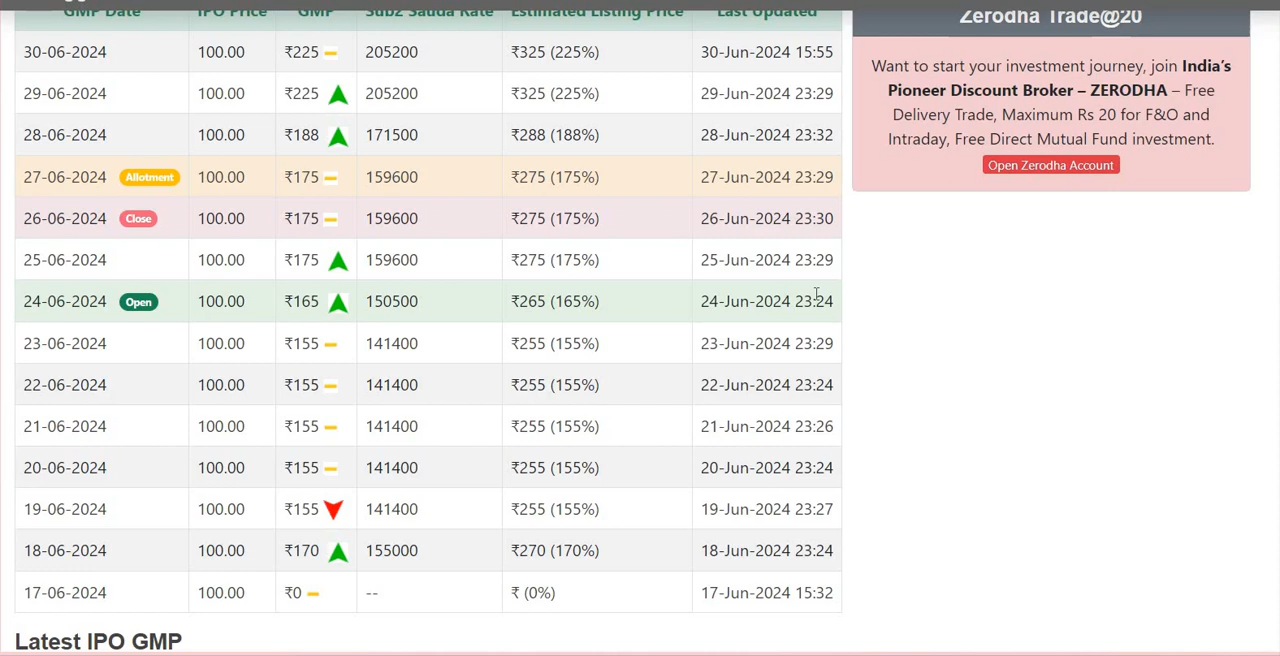 GMP Date IPO Price GMP Sub2 Sauda Rate Estimated Listing Price Last Updated
30-06-2024 100.00 ₹225 205200 ₹325 (225%) 30-Jun-2024 15:55
29-06-2024 100.00 ₹225 205200 ₹325 (225%) 29-Jun-2024 23:29
28-06-2024 100.00 ₹188 171500 ₹288 (188%) 28-Jun-2024 23:32
27-06-2024 Allotment 100.00 ₹175 159600 ₹275 (175%) 27-Jun-2024 23:29
26-06-2024 Close 100.00 ₹175 159600 ₹275 (175%) 26-Jun-2024 23:30
25-06-2024 100.00 ₹175 159600 ₹275 (175%) 25-Jun-2024 23:29
24-06-2024 Open 100.00 ₹165 150500 ₹265 (165%) 24-Jun-2024 23:24
23-06-2024 100.00 ₹155 141400 ₹255 (155%) 23-Jun-2024 23:29
22-06-2024 100.00 ₹155 141400 ₹255 (155%) 22-Jun-2024 23:24
21-06-2024 100.00 ₹155 141400 ₹255 (155%) 21-Jun-2024 23:26
20-06-2024 100.00 ₹155 141400 ₹255 (155%) 20-Jun-2024 23:24
19-06-2024 100.00 ₹155 141400 ₹255 (155%) 19-Jun-2024 23:27
18-06-2024 100.00 ₹170 155000 ₹270 (170%) 18-Jun-2024 23:24
17-06-2024 100.00 ₹0 -- ₹ (0%) 17-Jun-2024 15:32
Latest IPO GMP
Zerodha Trade@20
Want to start your investment journey, join India's
Pioneer Discount Broker – ZERODHA – Free
Delivery Trade, Maximum Rs 20 for F&O and
Intraday, Free Direct Mutual Fund investment.
Open Zerodha Account